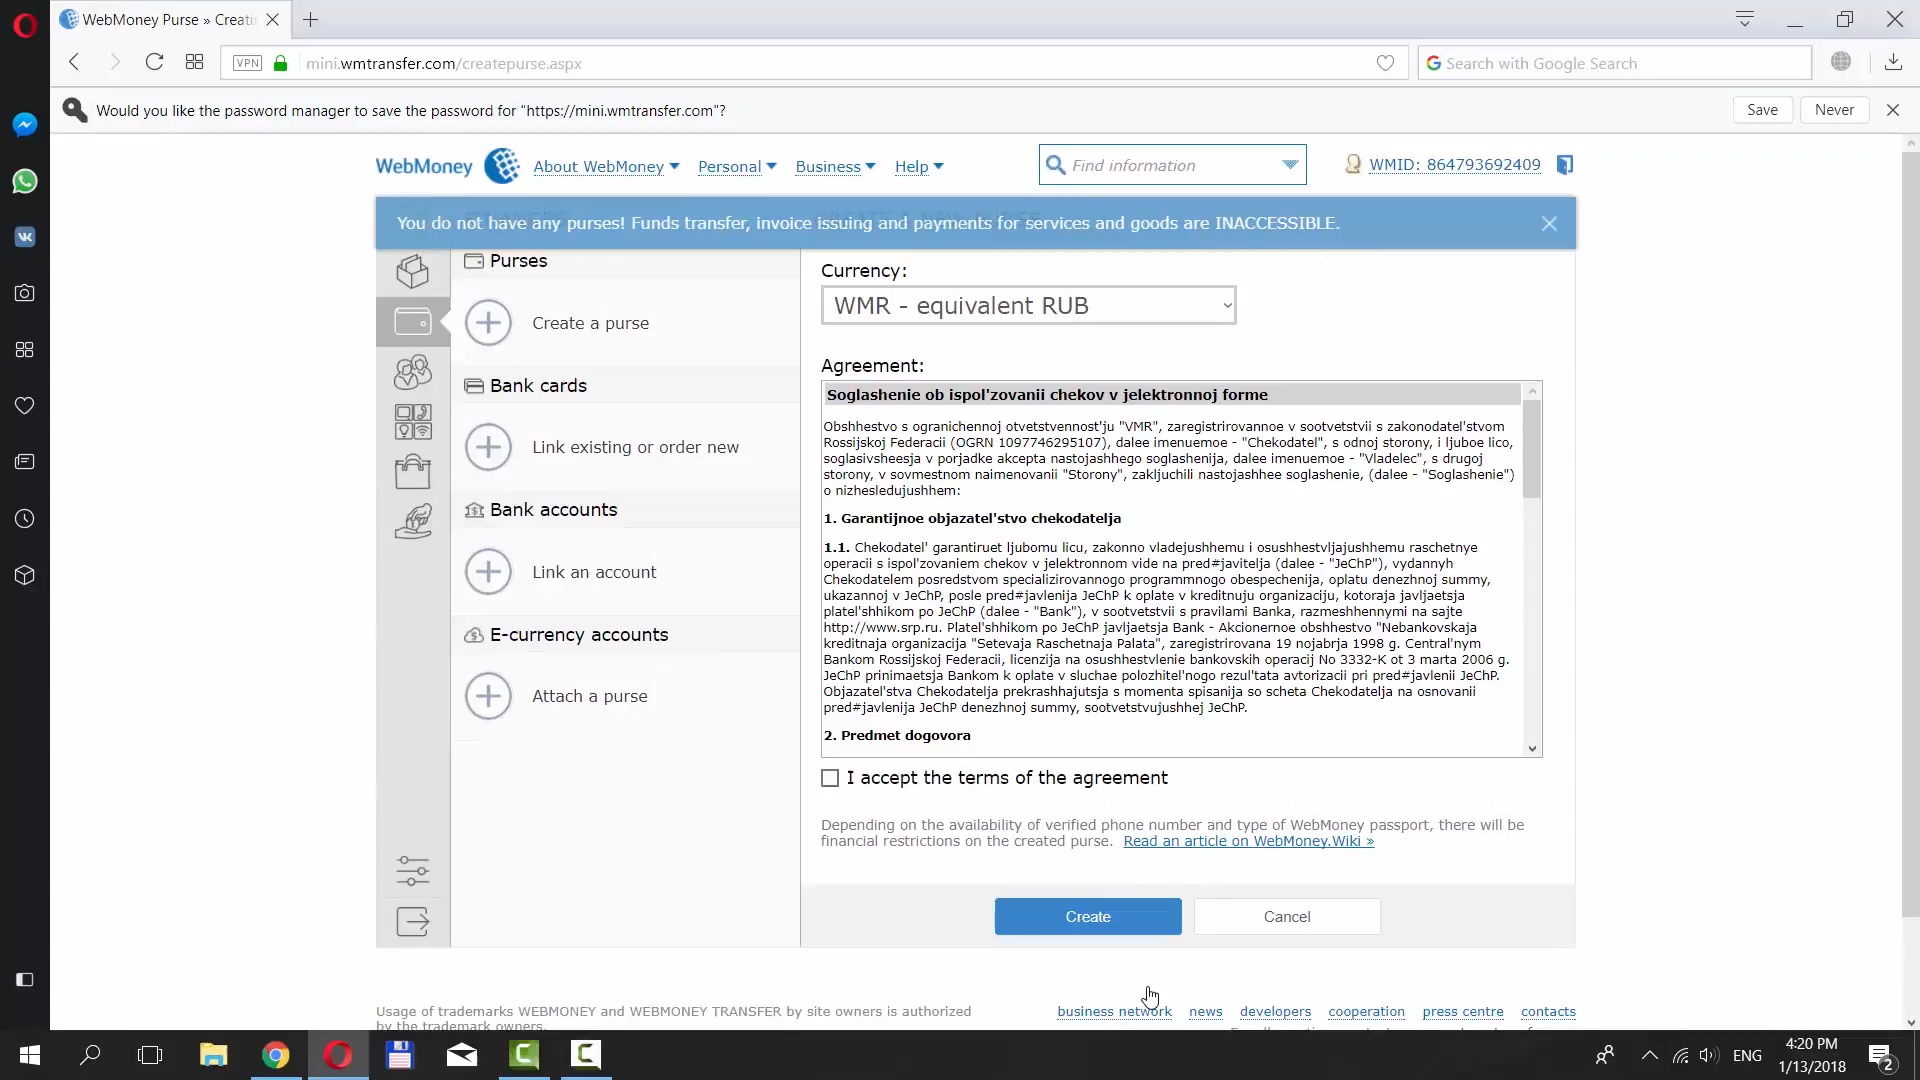 WebMoney Purse » Creati
VPN
mini.wmtransfer.com/createpurse.aspx
Search with Google Search
Would you like the password manager to save the password for "https://mini.wmtransfer.com"?
Save
Never
WebMoney
About WebMoney
Personal
Business
Help
Find information
WMID: 864793692409
You do not have any purses! Funds transfer, invoice issuing and payments for services and goods are INACCESSIBLE.
Purses
Create a purse
Bank cards
Link existing or order new
Bank accounts
Link an account
E-currency accounts
Attach a purse
Currency:
WMR - equivalent RUB
Agreement:
Soglashenie ob ispol'zovanii chekov v jelektronnoj forme
Obshhestvo s ogranichennoj otvetstvennost'ju "VMR", zaregistrirovannoe v sootvetstvii s zakonodatel'stvom
Rossijskoj Federacii (OGRN 1097746295107), dalee imenuemoe - "Chekodatel", s odnoj storony, i ljuboe lico,
soglasivsheesja v porjadke akcepta nastojashhego soglashenija, dalee imenuemoe - "Vladelec", s drugoj
storony, v sovmestnom naimenovanii "Storony", zakljuchili nastojashhee soglashenie, (dalee - "Soglashenie")
o nizhesledujushhem:
1. Garantijnoe objazatel'stvo chekodatelja
1.1. Chekodatel' garantiruet ljubomu licu, zakonno vladejushhemu i osushhestvljajushhemu raschetnye
operacii s ispol'zovaniem chekov v jelektronnom vide na pred#javitelja (dalee - "JeChP"), vydannyh
Chekodatelem posredstvom specializirovannogo programmnogo obespechenija, oplatu denezhnoj summy,
ukazannoj v JeChP, posle pred#javlenija JeChP k oplate v kreditnuju organizaciju, kotoraja javljaetsja
platel'shhikom po JeChP (dalee - "Bank"), v sootvetstvii s pravilami Banka, razmeshhennymi na sajte
http://www.srp.ru. Platel'shhikom po JeChP javljaetsja Bank - Akcionernoe obshhestvo "Nebankovskaja
kreditnaja organizacija "Setevaja Raschetnaja Palata", zaregistrirovana 19 nojabrja 1998 g. Central'nym
Bankom Rossijskoj Federacii, licenzija na osushhestvlenie bankovskih operacij No 3332-K ot 3 marta 2006 g.
JeChP prinimaetsja Bankom k oplate v sluchae polozhitel'nogo rezul'tata avtorizacii pri pred#javlenii JeChP.
Objazatel'stva Chekodatelja prekrashhajutsja s momenta spisanija so scheta Chekodatelja na osnovanii
pred#javlenija JeChP denezhnoj summy, sootvetstvujushhej JeChP.
2. Predmet dogovora
I accept the terms of the agreement
Depending on the availability of verified phone number and type of WebMoney passport, there will be
financial restrictions on the created purse. Read an article on WebMoney.Wiki »
Create
Cancel
Usage of trademarks WEBMONEY and WEBMONEY TRANSFER by site owners is authorized
by the trademark owners.
business network
news
developers
cooperation
press centre
contacts
ENG
4:20 PM
1/13/2018
2